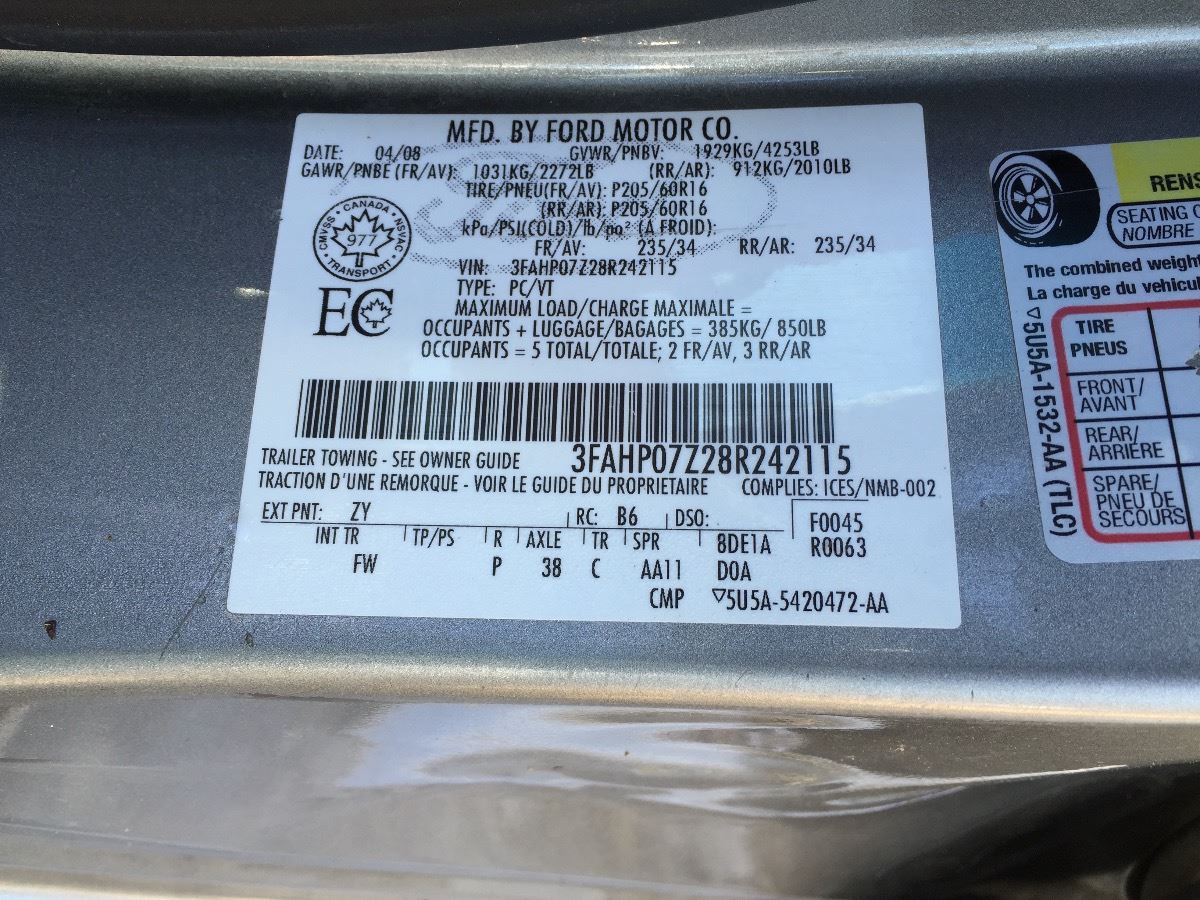 MFD. BY FORD MOTOR CO.
DATE: 04/08 GVWR/PNBV: 1929KG/4253LB
GAWR/PNBE (FR/AV): 1031KG/2272LB (RR/AR): 912KG/2010LB
TIRE/PNEU(FR/AV): P205/60R16
(RR/AR): P205/60R16
kPa/PSI(COLD)/lb/po² (A FROID):
FR/AV: 235/34 RR/AR: 235/34
VIN: 3FAHP07Z28R242115
TYPE: PC/VT
MAXIMUM LOAD/CHARGE MAXIMALE =
OCCUPANTS + LUGGAGE/BAGAGES = 385KG/ 850LB
OCCUPANTS = 5 TOTAL/TOTALE; 2 FR/AV, 3 RR/AR
CANADA
CMVSS 977 NSVAC
TRANSPORT
EC
3FAHP07Z28R242115
TRAILER TOWING - SEE OWNER GUIDE
TRACTION D'UNE REMORQUE - VOIR LE GUIDE DU PROPRIETAIRE COMPLIES: ICES/NMB-002
EXT PNT: ZY RC: B6 DSO: F0045
INT TR TP/PS R AXLE TR SPR 8DE1A R0063
FW P 38 C AA11 D0A
CMP ▽5U5A-5420472-AA
RENS
SEATING
NOMBRE
The combined weight
La charge du
▽5U5A-1532-AA (TLC)
TIRE
PNEUS
FRONT/
AVANT
REAR/
ARRIÈRE
SPARE/
PNEU DE
SECOURS